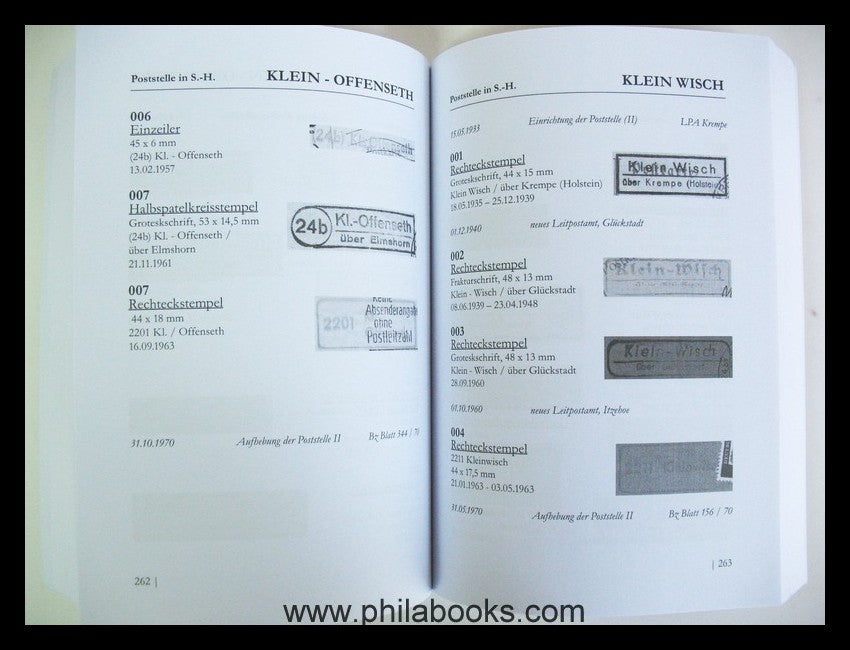 Poststelle in S.-H. KLEIN - OFFENSETH
006
Einzeiler
45 x 6 mm
(24b) Kl. - Offenseth
13.02.1957
007
Halbspatelkreisstempel
Groteskschrift, 53 x 14,5 mm
(24b) Kl. - Offenseth /
über Elmshorn
21.11.1961
24b Kl.-Offenseth
über Elmshorn
007
Rechteckstempel
44 x 18 mm
2201 Kl. / Offenseth
16.09.1963
2201
Absenderangabe
ohne
Postleitzahl
31.10.1970 Aufhebung der Poststelle II Bz Blatt 344 / 70
262 |
Poststelle in S.-H. KLEIN WISCH
15.05.1933 Einrichtung der Poststelle (II) LPA Krempe
001
Rechteckstempel
Groteskschrift, 44 x 15 mm
Klein Wisch / über Krempe (Holstein)
18.05.1935 – 25.12.1939
Klein Wisch
über Krempe (Holstein)
01.12.1940 neues Leitpostamt, Glückstadt
002
Rechteckstempel
Frakturschrift, 48 x 13 mm
Klein - Wisch / über Glückstadt
08.06.1939 – 23.04.1948
Klein-Wisch
003
Rechteckstempel
Groteskschrift, 48 x 13 mm
Klein - Wisch / über Glückstadt
28.09.1960
Klein-Wisch
über Glückstadt
01.10.1960 neues Leitpostamt, Itzehoe
004
Rechteckstempel
2211 Kleinwisch
44 x 17,5 mm
21.01.1963 - 03.05.1963
31.05.1970 Aufhebung der Poststelle II Bz Blatt 156 / 70
| 263
www.philabooks.com